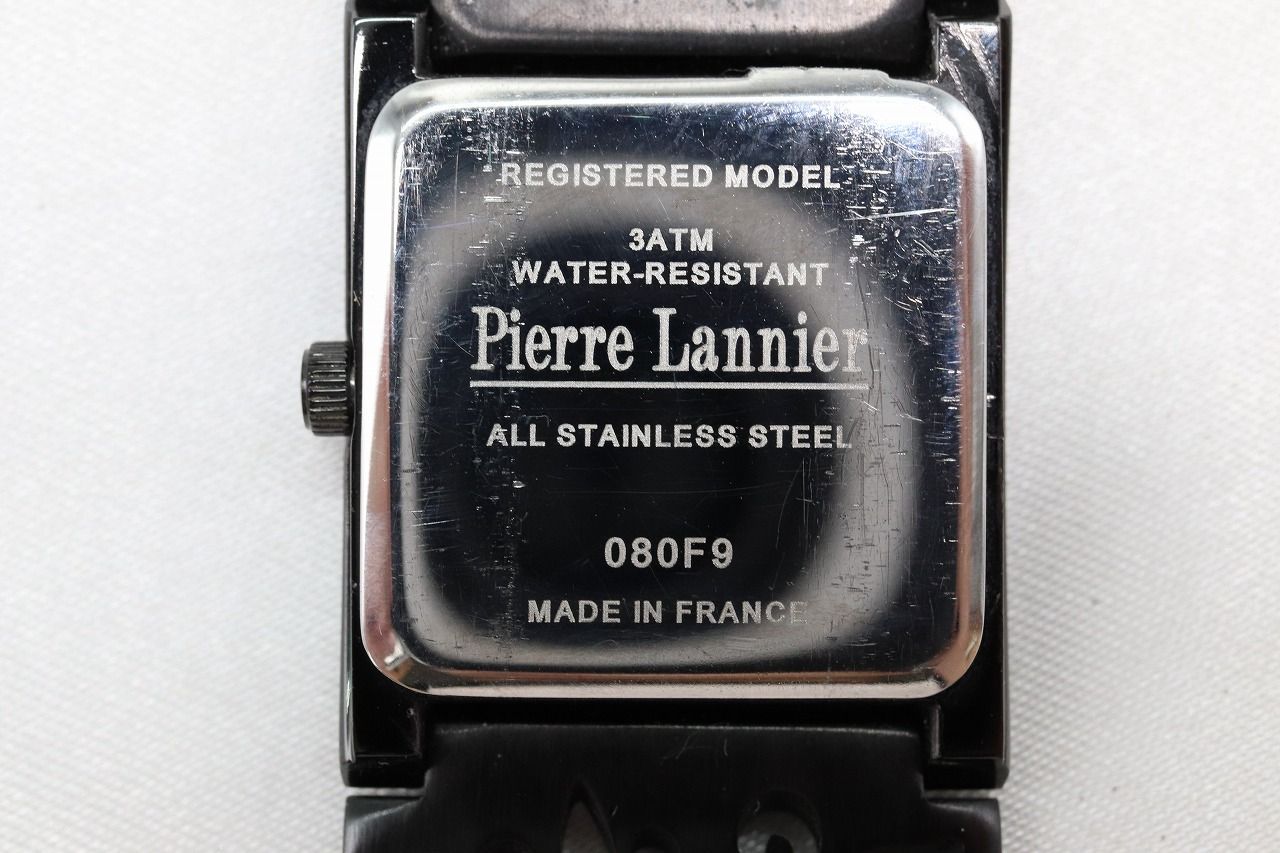 REGISTERED MODEL
3ATM
WATER-RESISTANT
Pierre Lannier
ALL STAINLESS STEEL
080F9
MADE IN FRANCE